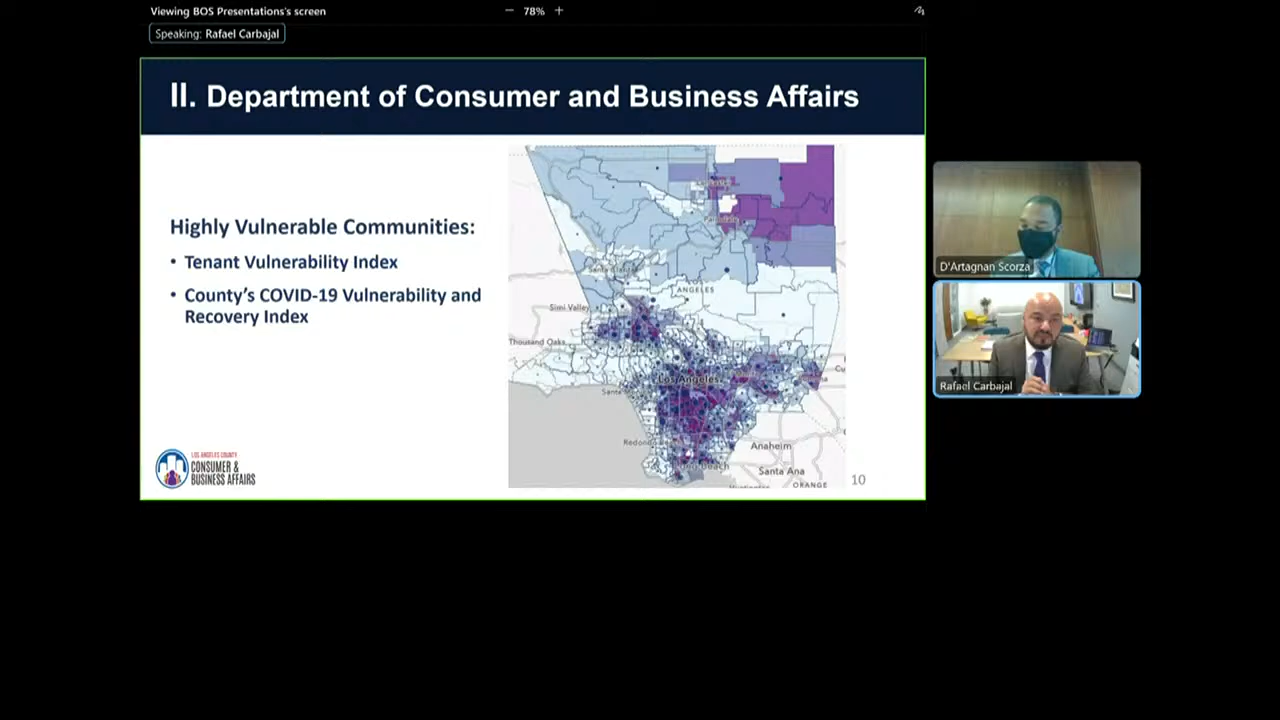 Viewing BOS Presentations's screen
78%
Speaking: Rafael Carbajal
II. Department of Consumer and Business Affairs
Highly Vulnerable Communities:
• Tenant Vulnerability Index
• County's COVID-19 Vulnerability and
Recovery Index
LOS ANGELES COUNTY
CONSUMER &
BUSINESS AFFAIRS
Simi Valley
ANGELES
Thousand Oaks
Los Angeles
Anaheim
Santa Ana
ORANGE
10
D'Artagnan Scorza
Rafael Carbajal